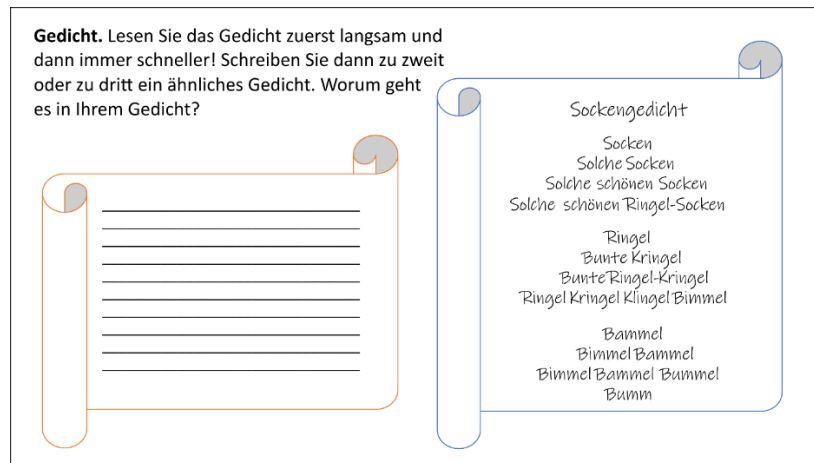 Gedicht. Lesen Sie das Gedicht zuerst langsam und
dann immer schneller! Schreiben Sie dann zu zweit
oder zu dritt ein ähnliches Gedicht. Worum geht
es in Ihrem Gedicht?
Sockengedicht
Socken
Solche Socken
Solche schönen Socken
Solche schönen Ringel-Socken
Ringel
Bunte Kringel
Bunte Ringel-Kringel
Ringel Kringel Klingel Bimmel
Bammel
Bimmel Bammel
Bimmel Bammel Bummel
Bumm